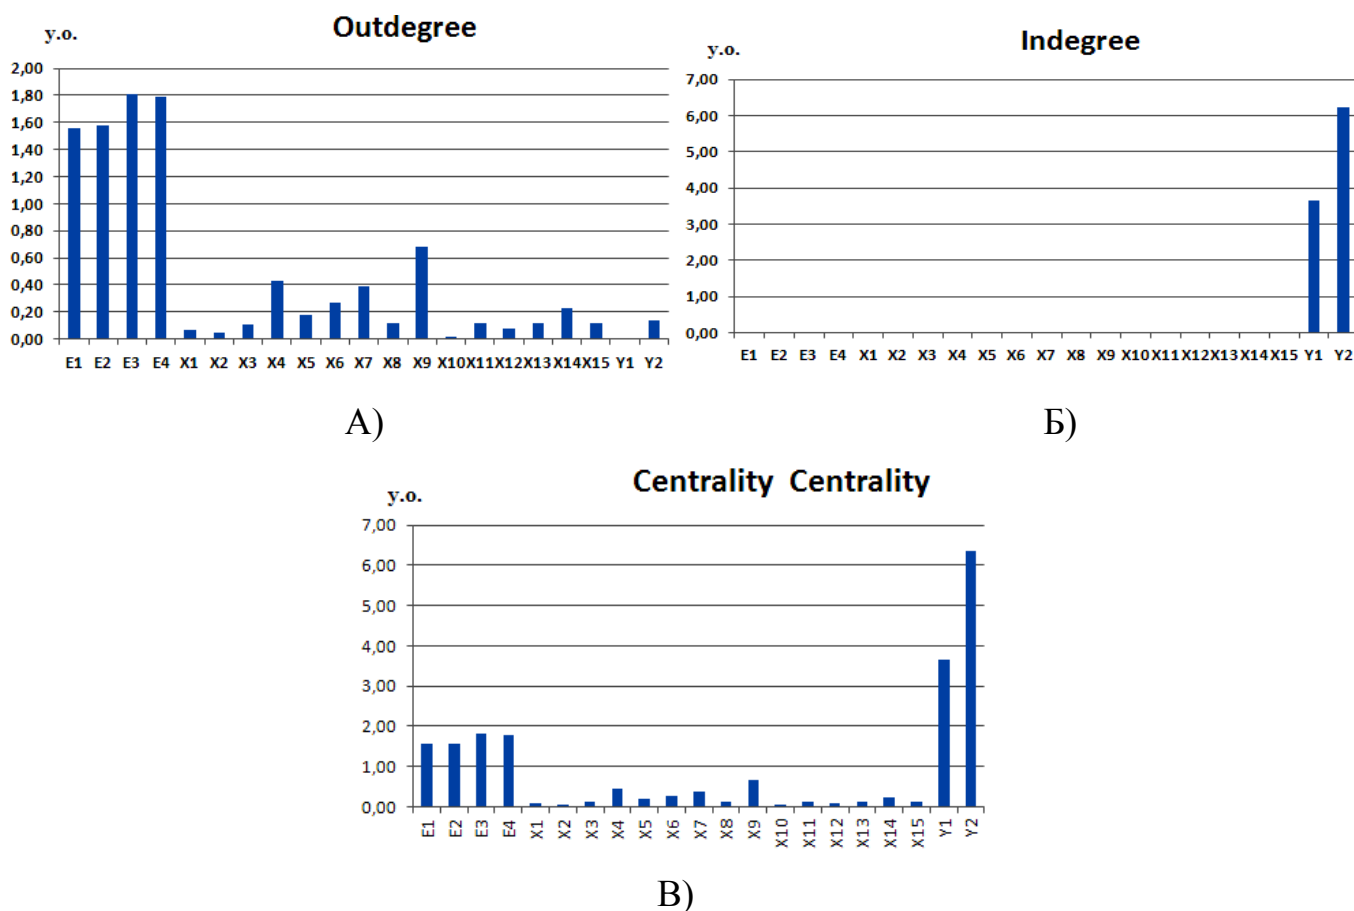 Outdegree
y.o.
2,00
1,80
1,60
1,40
1,20
1,00
0,80
0,60
0,40
0,20
0,00
E1 E2 E3 E4 X1 X2 X3 X4 X5 X6 X7 X8 X9 X10 X11 X12 X13 X14 X15 Y1 Y2
А)
Indegree
y.o.
7,00
6,00
5,00
4,00
3,00
2,00
1,00
0,00
E1 E2 E3 E4 X1 X2 X3 X4 X5 X6 X7 X8 X9 X10 X11 X12 X13 X14 X15 Y1 Y2
Б)
Centrality Centrality
y.o.
7,00
6,00
5,00
4,00
3,00
2,00
1,00
0,00
E1 E2 E3 E4 X1 X2 X3 X4 X5 X6 X7 X8 X9 X10 X11 X12 X13 X14 X15 Y1 Y2
В)